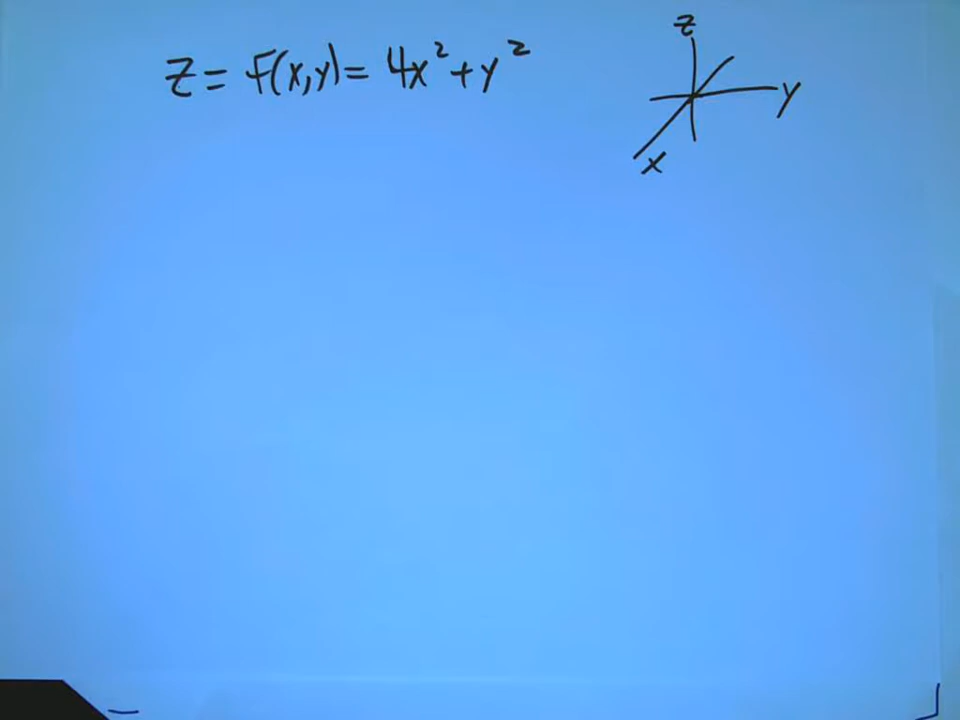 z = f(x,y) = 4x² + y²
z
y
x